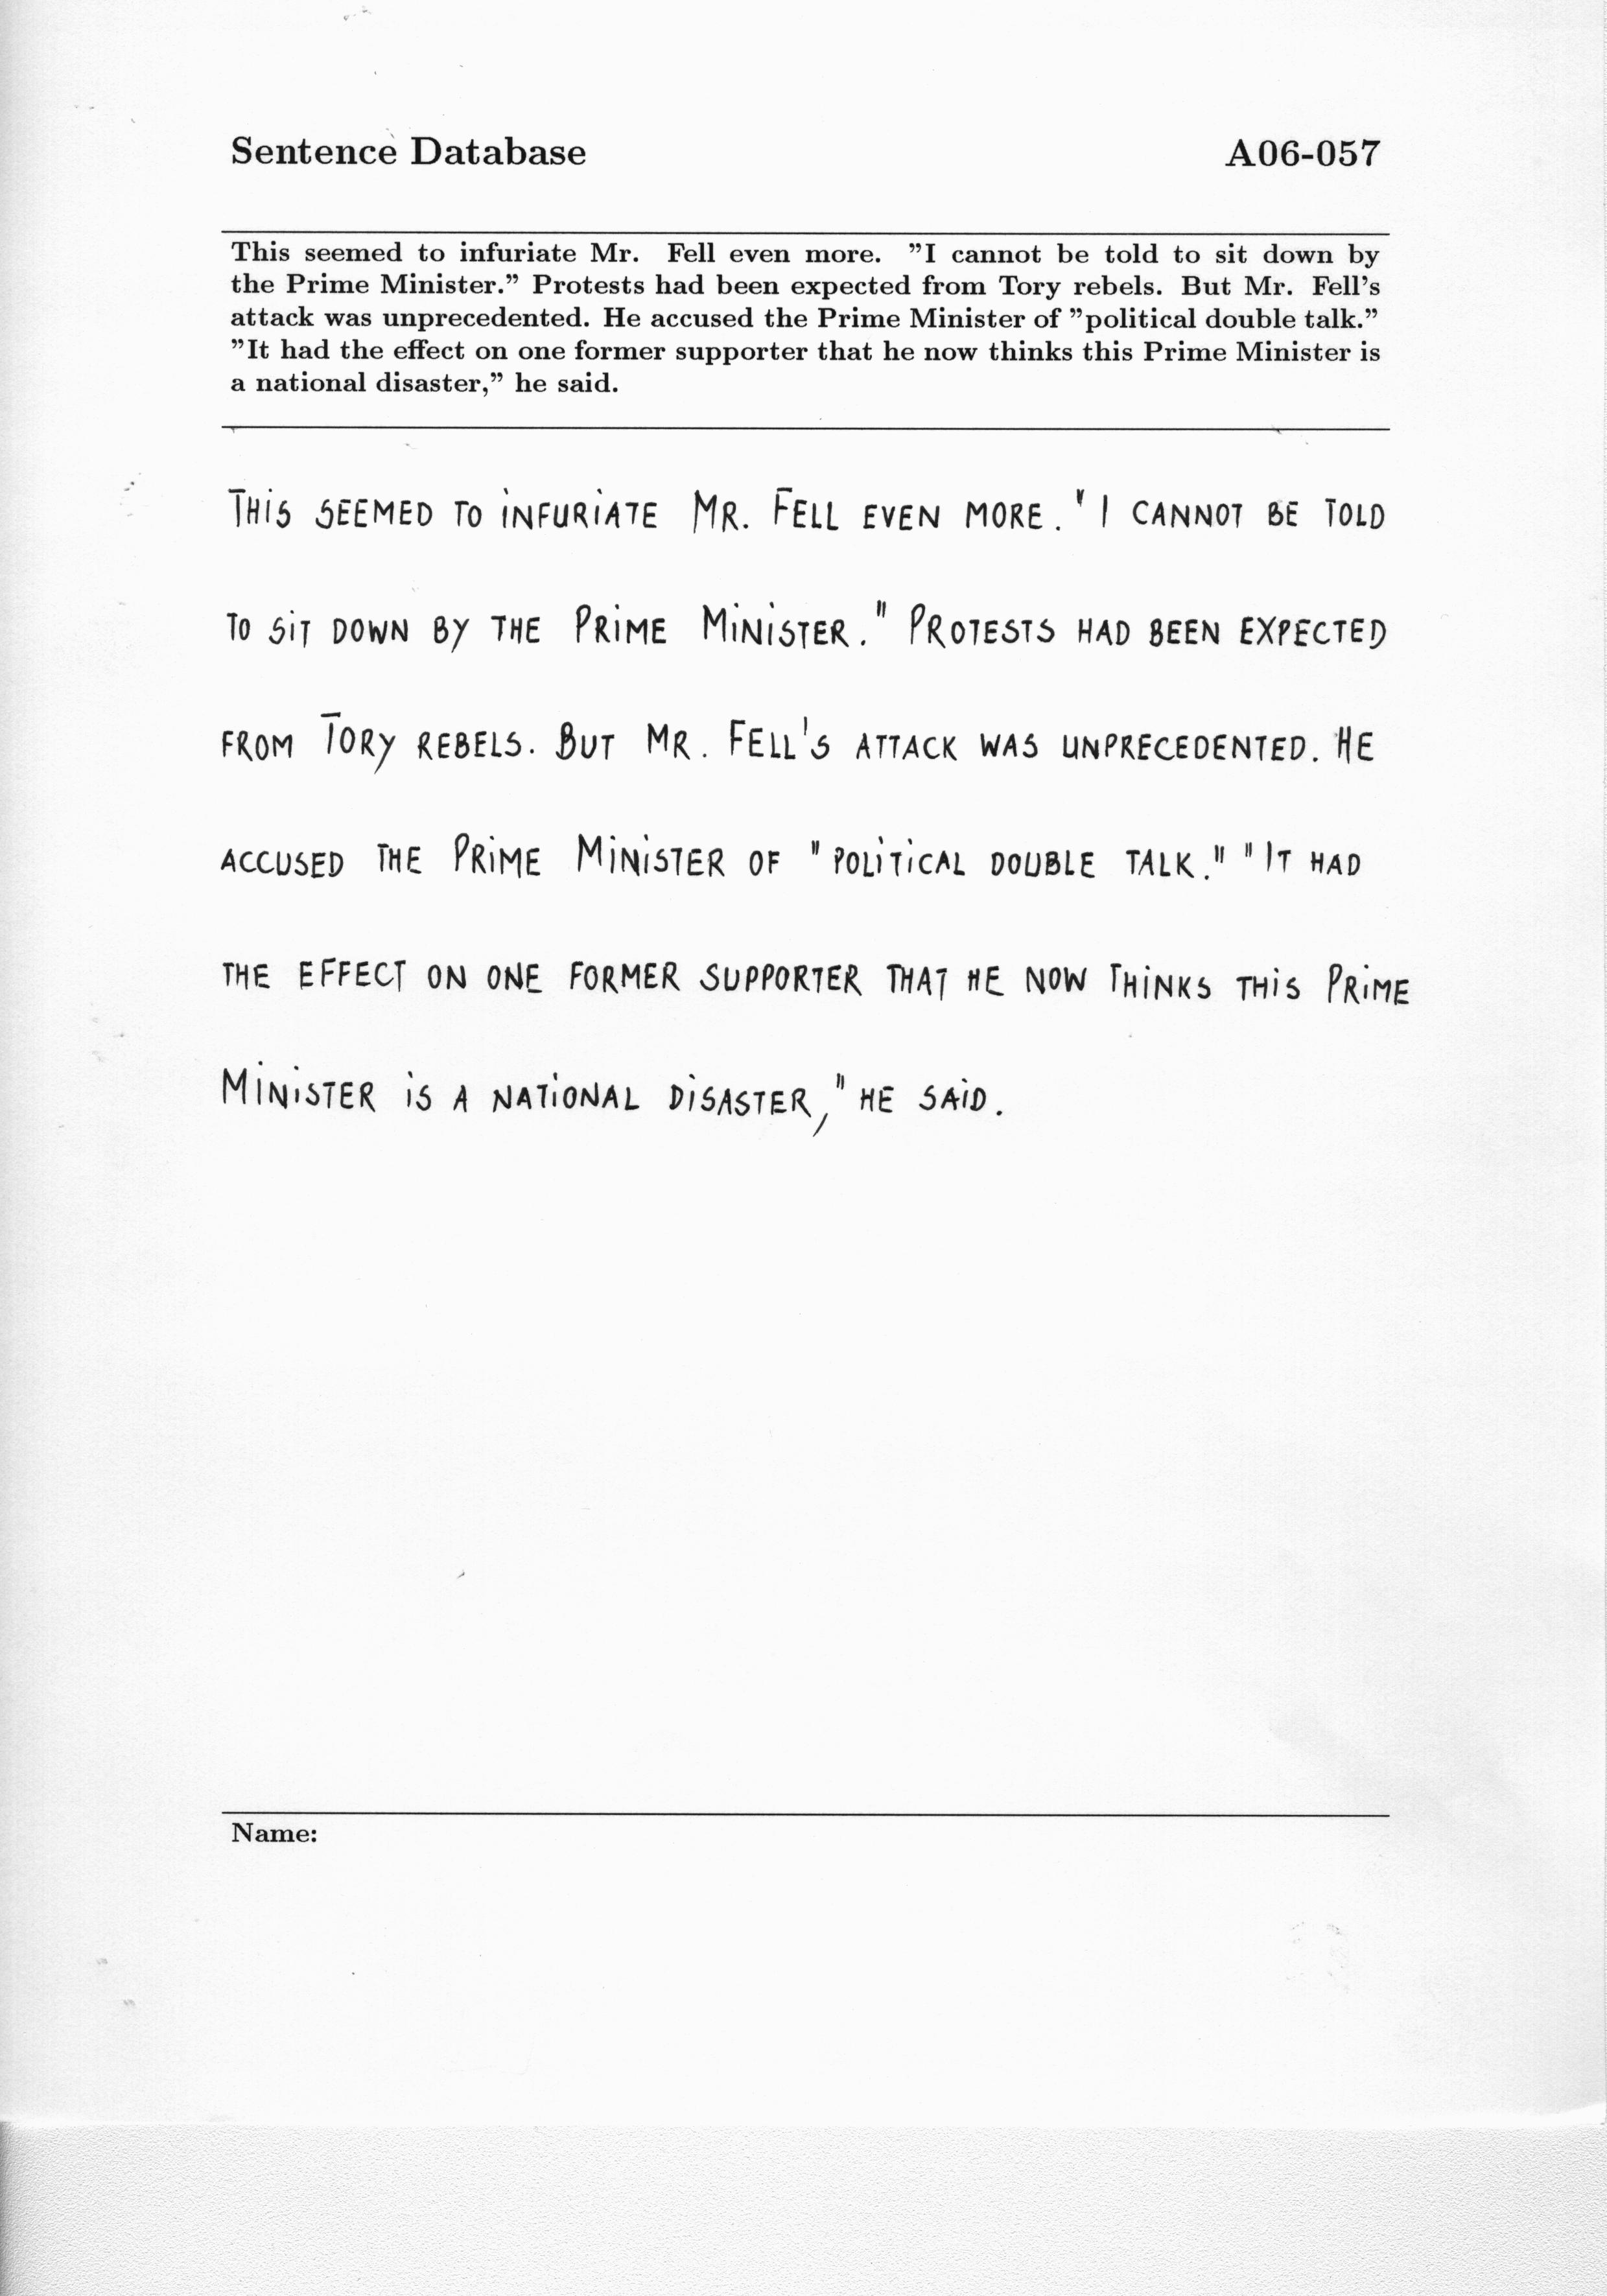 Sentence Database A06-057
This seemed to infuriate Mr. Fell even more. ”I cannot be told to sit down by
the Prime Minister.” Protests had been expected from Tory rebels. But Mr. Fell’s
attack was unprecedented. He accused the Prime Minister of ”political double talk.”
”It had the effect on one former supporter that he now thinks this Prime Minister is
a national disaster,” he said.
THiS SEEMED TO iNFURiATE MR. FELL EVEN MORE. " I CANNOT BE TOLD
TO SiT DOWN BY THE PRiME MiNiSTER." PROTESTS HAD BEEN EXPECTED
FROM TORY REBELS. BUT MR. FELL'S ATTACK WAS UNPRECEDENTED. HE
ACCUSED THE PRiME MiNiSTER OF " POLiTiCAL DOUBLE TALK." " IT HAD
THE EFFECT ON ONE FORMER SUPPORTER THAT HE NOW THiNKS THiS PRiME
MiNiSTER iS A NATiONAL DiSASTER," HE SAiD.
Name: